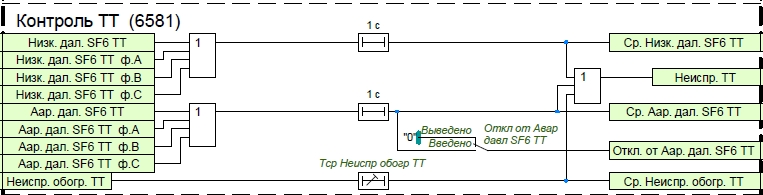 Контроль ТТ (6581)
1 с
Низк. дал. SF6 ТТ
1
Ср. Низк. дал. SF6 ТТ
Низк. дал. SF6 ТТ ф.А
Низк. дал. SF6 ТТ ф.В
1
Неиспр. ТТ
Низк. дал. SF6 ТТ ф.С
1 с
Аар. дал. SF6 ТТ
1
Ср. Аар. дал. SF6 ТТ
Аар. дал. SF6 ТТ ф.А
"0"
Выведено
Откл от Авар
давл SF6 ТТ
Аар. дал. SF6 ТТ ф.В
Введено
Откл. от Аар. дал. SF6 ТТ
Аар. дал. SF6 ТТ ф.С
Тср Неиспр обогр ТТ
Неиспр. обогр. ТТ
Ср. Неиспр. обогр. ТТ